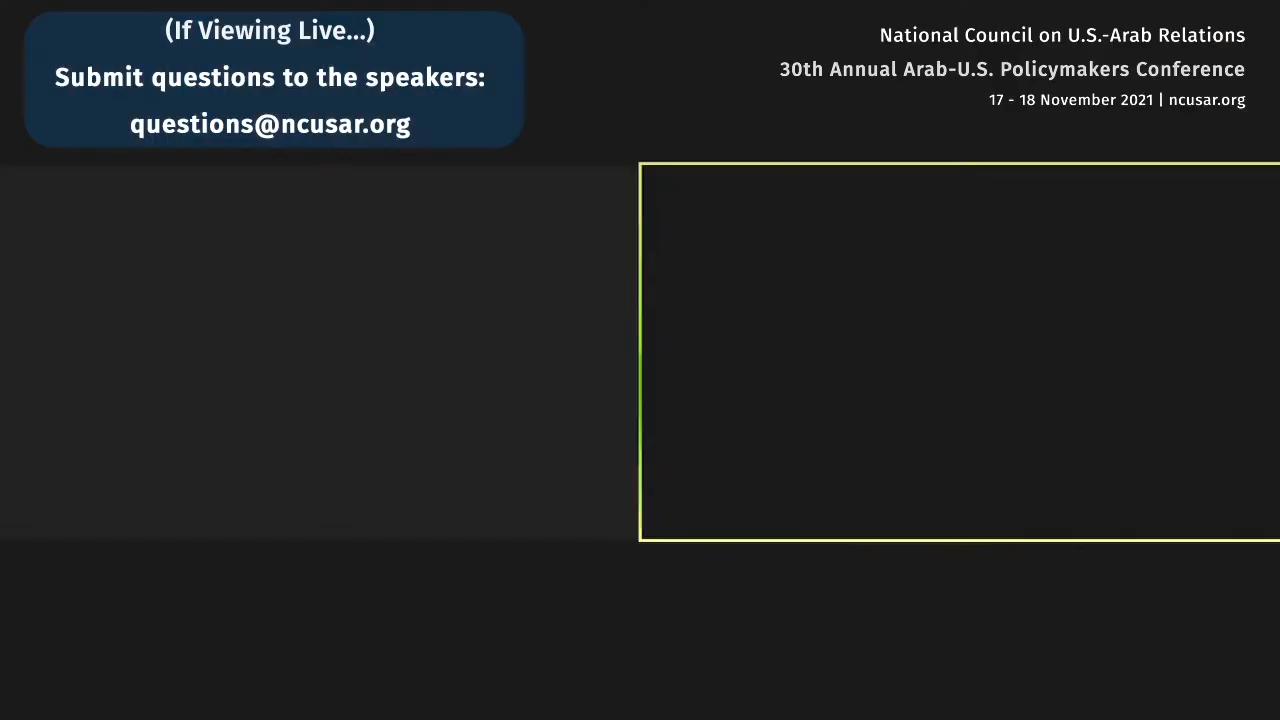 (If Viewing Live...)
Submit questions to the speakers:
questions@ncusar.org
National Council on U.S.-Arab Relations
30th Annual Arab-U.S. Policymakers Conference
17 - 18 November 2021 | ncusar.org